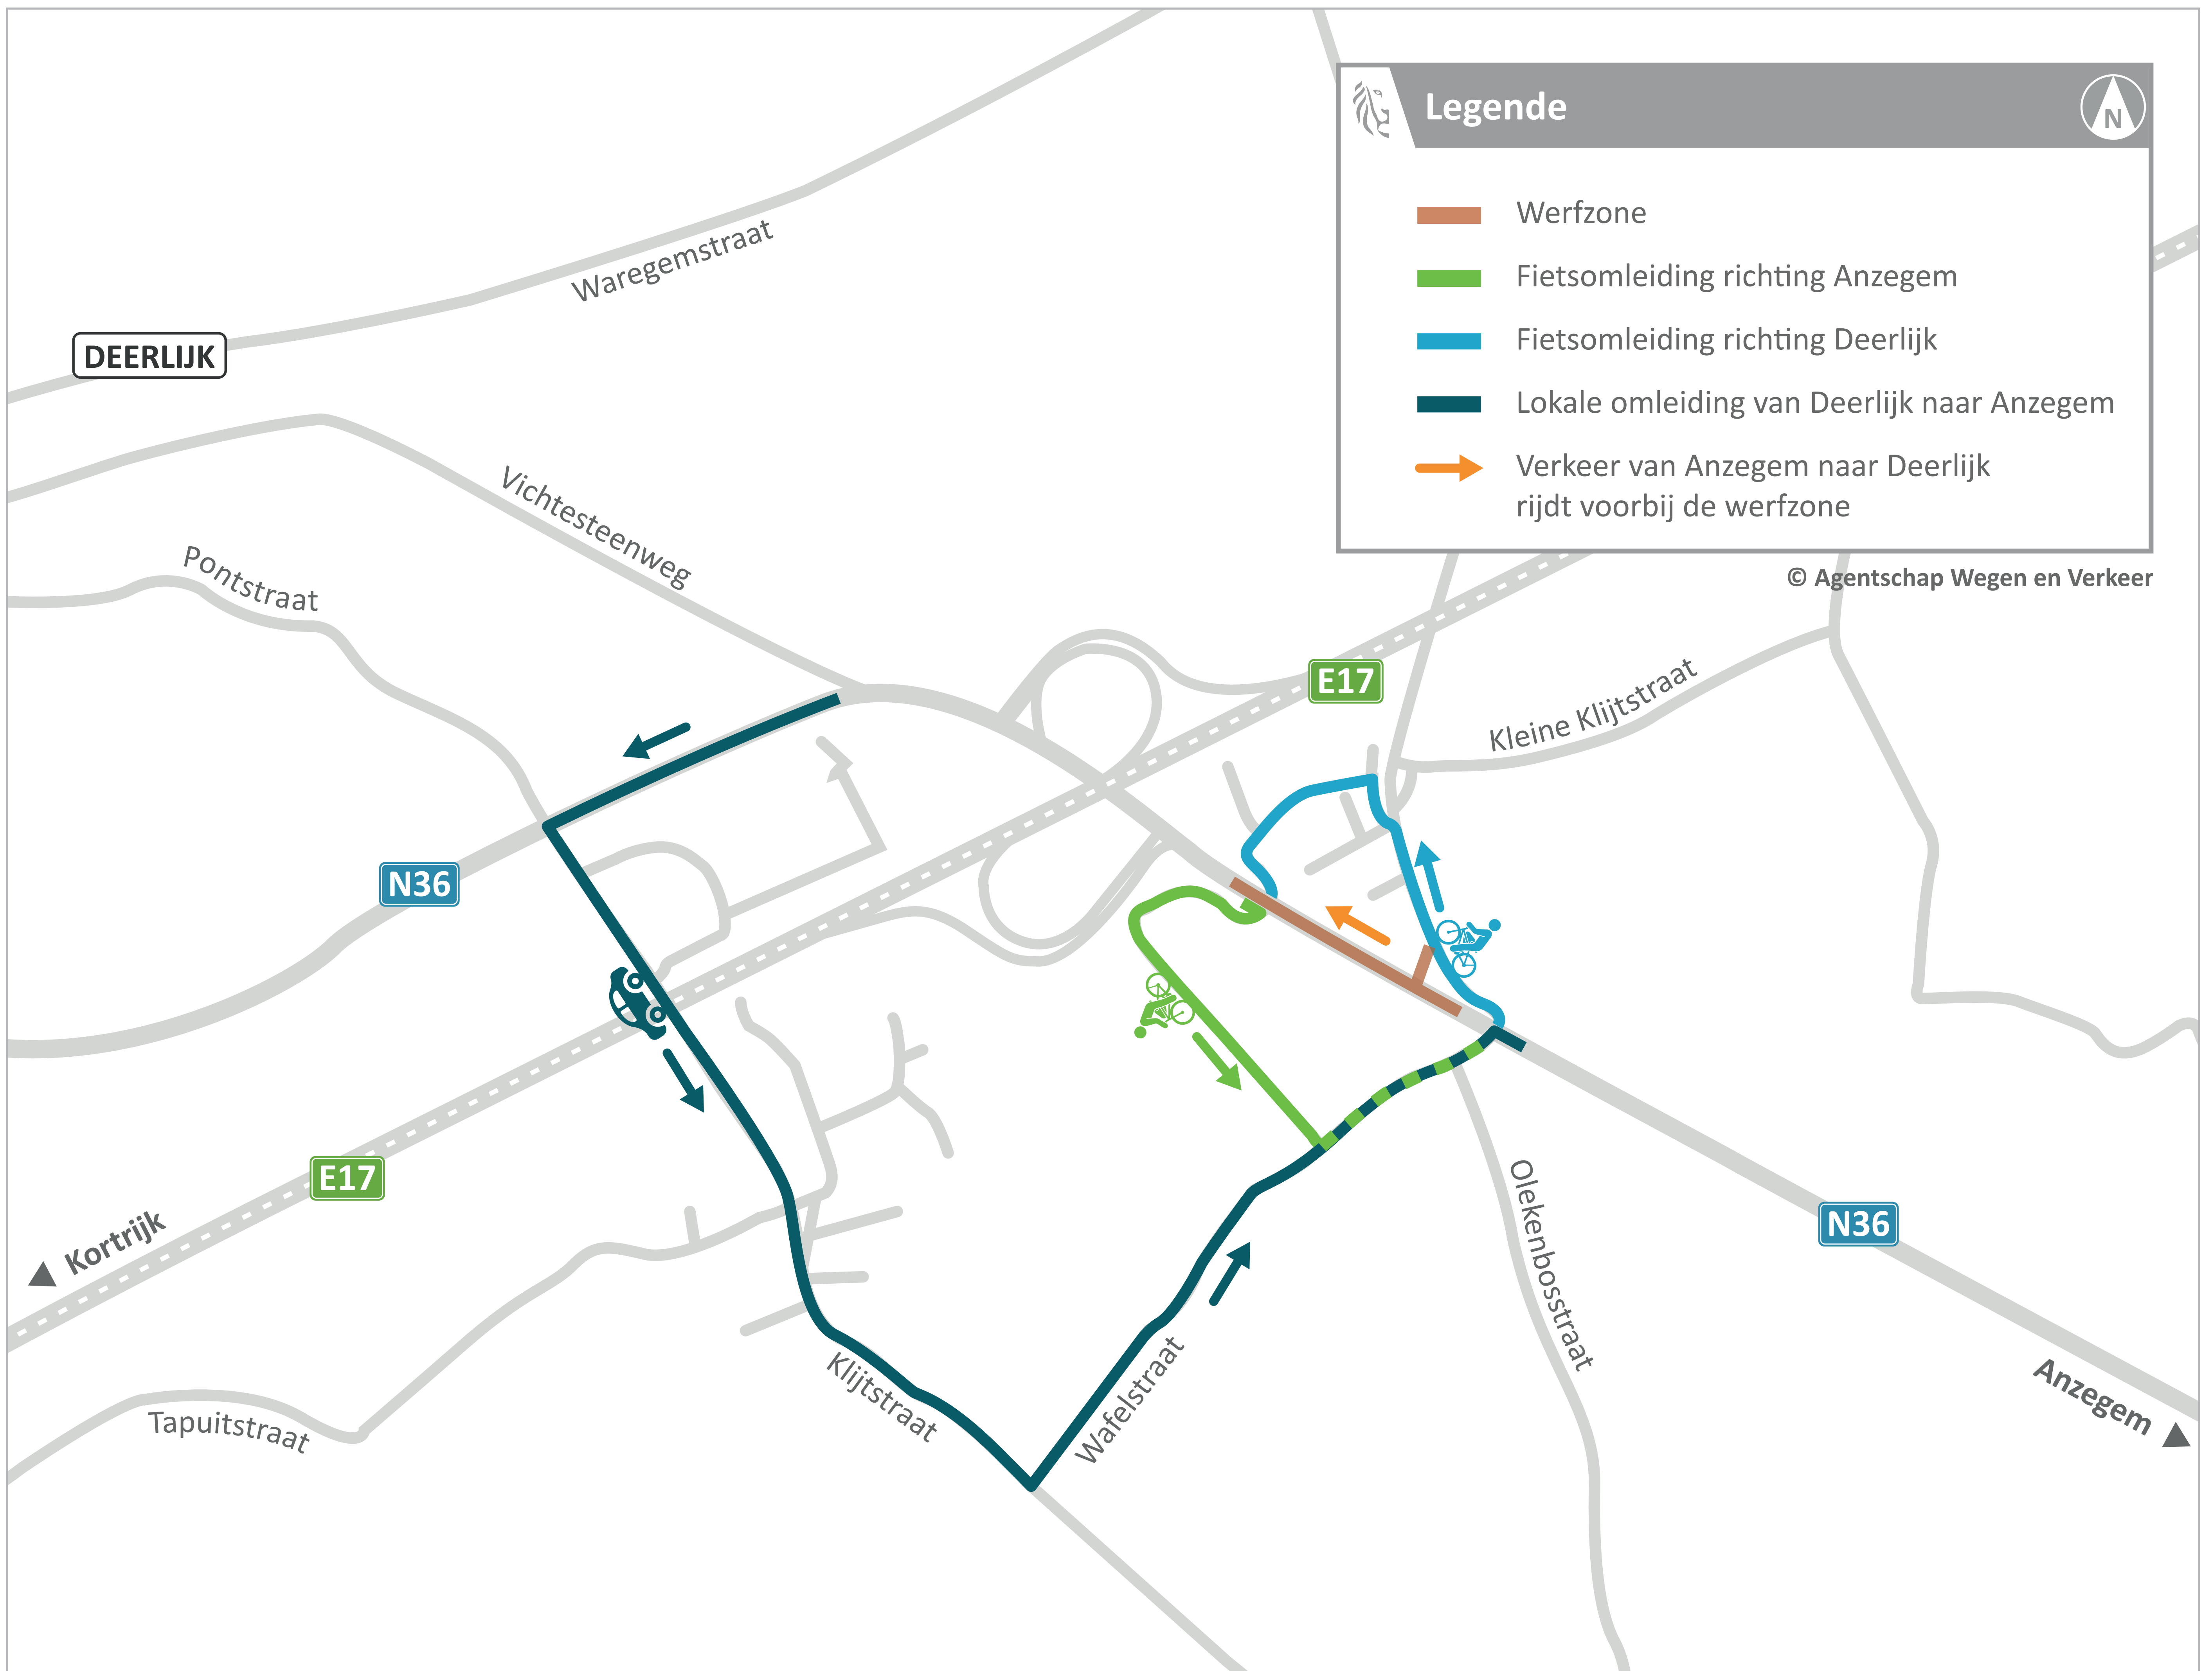 Legende
N
Werfzone
Fietsomleiding richting Anzegem
Fietsomleiding richting Deerlijk
Lokale omleiding van Deerlijk naar Anzegem
Verkeer van Anzegem naar Deerlijk
rijdt voorbij de werfzone
© Agentschap Wegen en Verkeer
Waregemstraat
DEERLIJK
Vichtesteenweg
Pontstraat
E17
Kleine Klijtstraat
N36
E17
Kortrijk
N36
Olekenbosstraat
Anzegem
Klijtstraat
Wafelstraat
Tapuitstraat